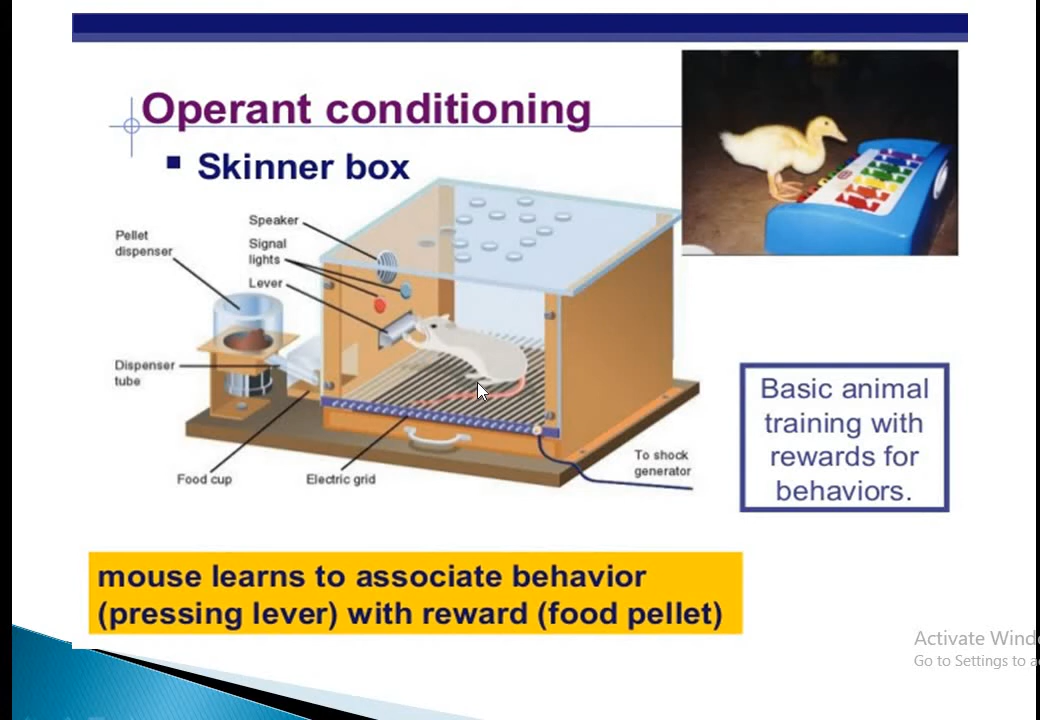 Operant conditioning
Skinner box
Speaker
Signal
lights
Lever
Pellet
dispenser
Dispenser
tube
Food cup
Electric grid
To shock
generator
Basic animal
training with
rewards for
behaviors.
mouse learns to associate behavior
(pressing lever) with reward (food pellet)
Activate Wind
Go to Settings to a